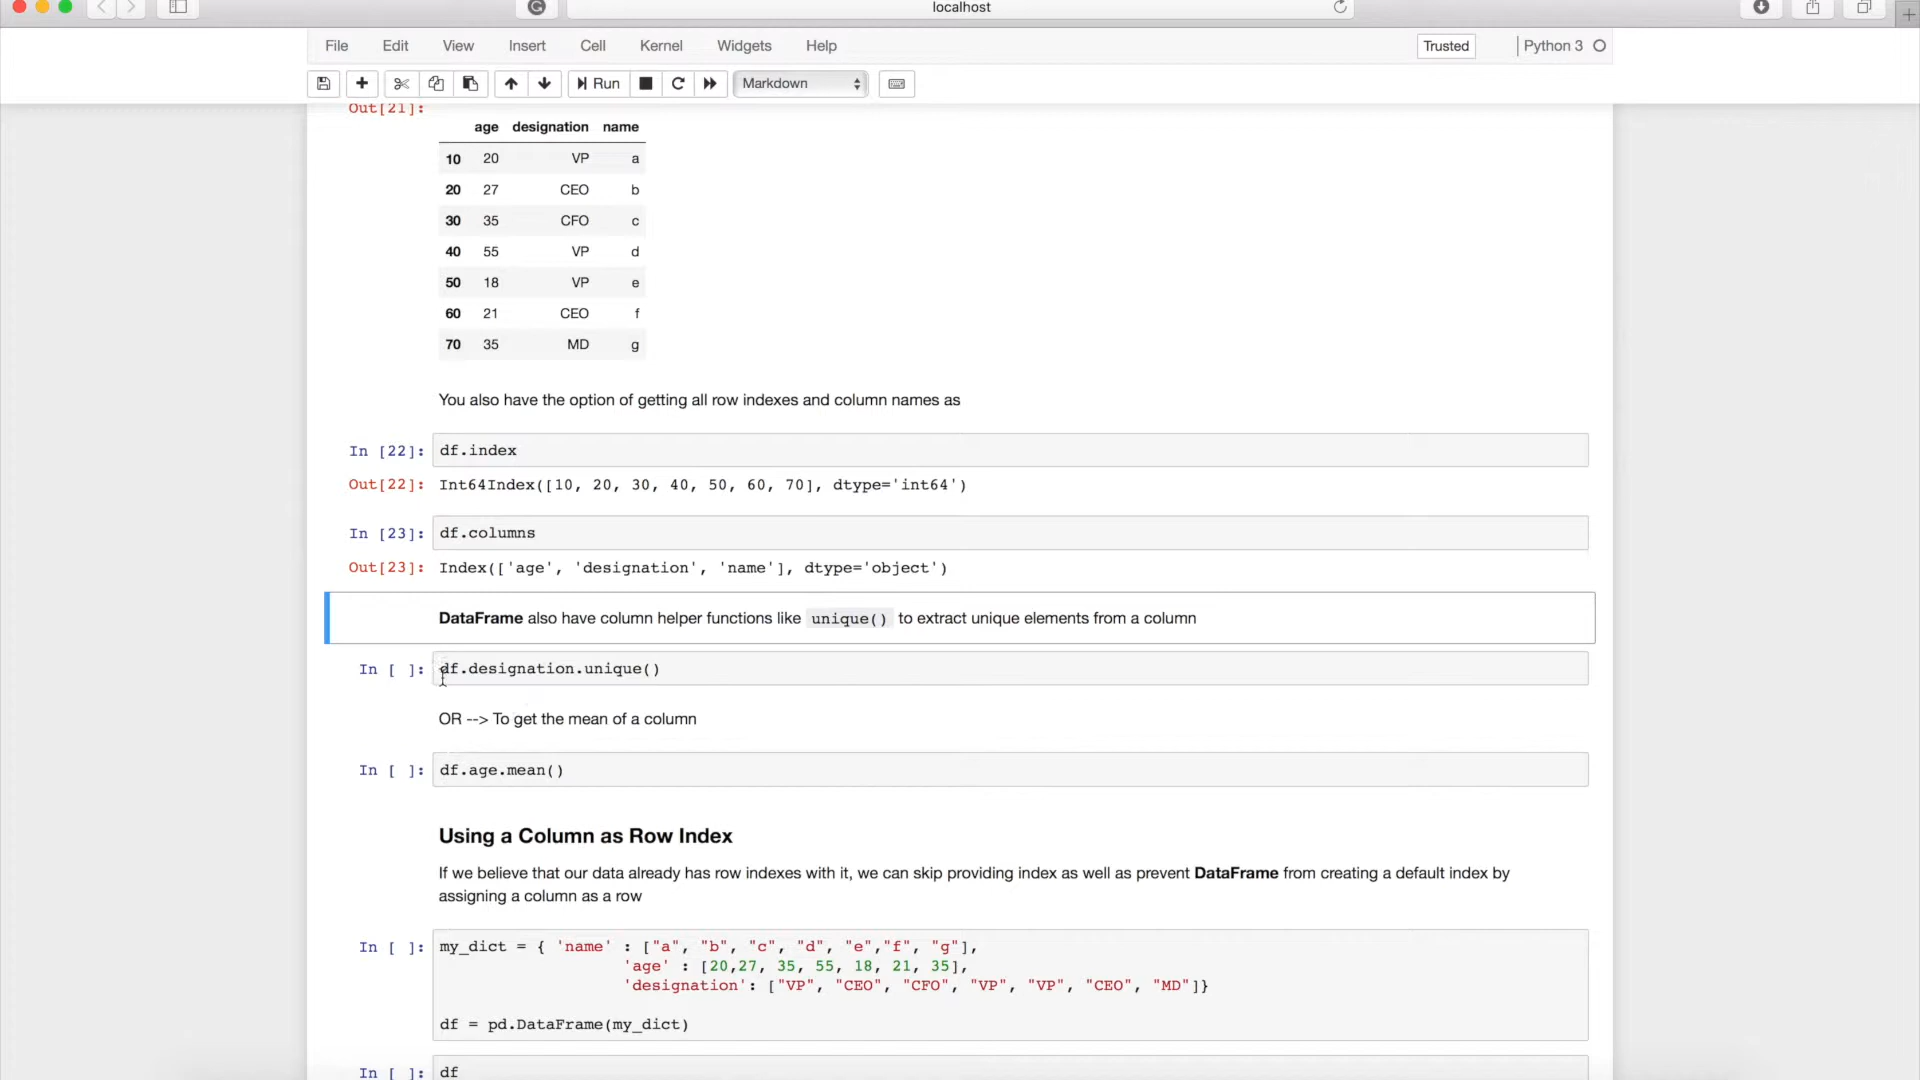 localhost
File Edit View Insert Cell Kernel Widgets Help Trusted Python 3
Run Markdown
Out[21]:
age designation name
10 20 VP a
20 27 CEO b
30 35 CFO c
40 55 VP d
50 18 VP e
60 21 CEO f
70 35 MD g
You also have the option of getting all row indexes and column names as
In [22]: df.index
Out[22]: Int64Index([10, 20, 30, 40, 50, 60, 70], dtype='int64')
In [23]: df.columns
Out[23]: Index(['age', 'designation', 'name'], dtype='object')
DataFrame also have column helper functions like unique() to extract unique elements from a column
In [ ]: df.designation.unique()
OR --> To get the mean of a column
In [ ]: df.age.mean()
Using a Column as Row Index
If we believe that our data already has row indexes with it, we can skip providing index as well as prevent DataFrame from creating a default index by
assigning a column as a row
In [ ]: my_dict = { 'name' : ["a", "b", "c", "d", "e","f", "g"],
'age' : [20,27, 35, 55, 18, 21, 35],
'designation': ["VP", "CEO", "CFO", "VP", "VP", "CEO", "MD"]}
df = pd.DataFrame(my_dict)
In [ ]: df